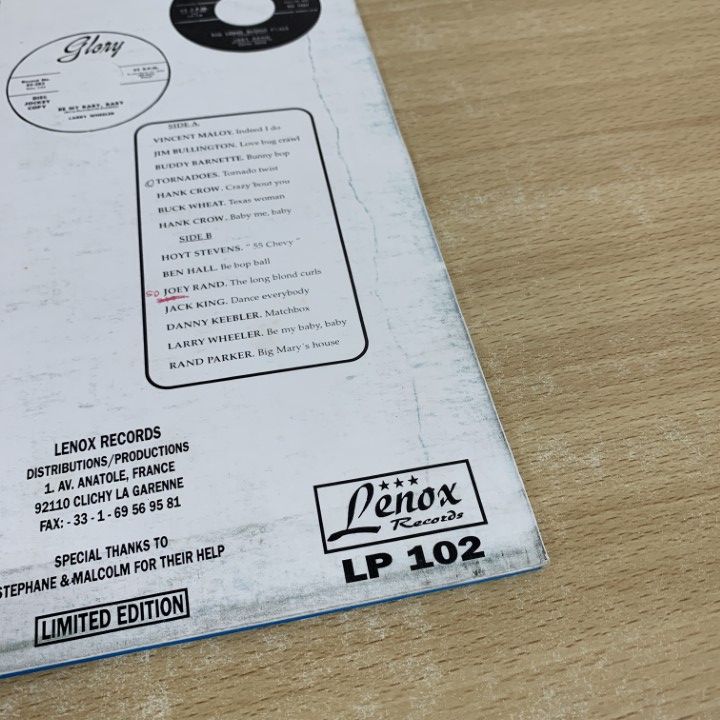 Glory
DISC
JOCKEY
COPY
BE MY BABY, BABY
LARRY WHEELER
SIDE A.
VINCENT MALOY. Indeed I do
JIM BULLINGTON. Love bug crawl
BUDDY BARNETTE. Bunny bop
TORNADOES. Tornado twist
HANK CROW. Crazy 'bout you
BUCK WHEAT. Texas woman
HANK CROW. Baby me, baby
SIDE B
HOYT STEVENS. " 55 Chevy "
BEN HALL. Be bop ball
JOEY RAND. The long blond curls
JACK KING. Dance everybody
DANNY KEEBLER. Matchbox
LARRY WHEELER. Be my baby, baby
RAND PARKER. Big Mary's house
LENOX RECORDS
DISTRIBUTIONS/PRODUCTIONS
1. AV. ANATOLE, FRANCE
92110 CLICHY LA GARENNE
FAX: - 33 - 1 - 69 56 95 81
SPECIAL THANKS TO
STEPHANE & MALCOLM FOR THEIR HELP
LIMITED EDITION
Lenox
Records
LP 102